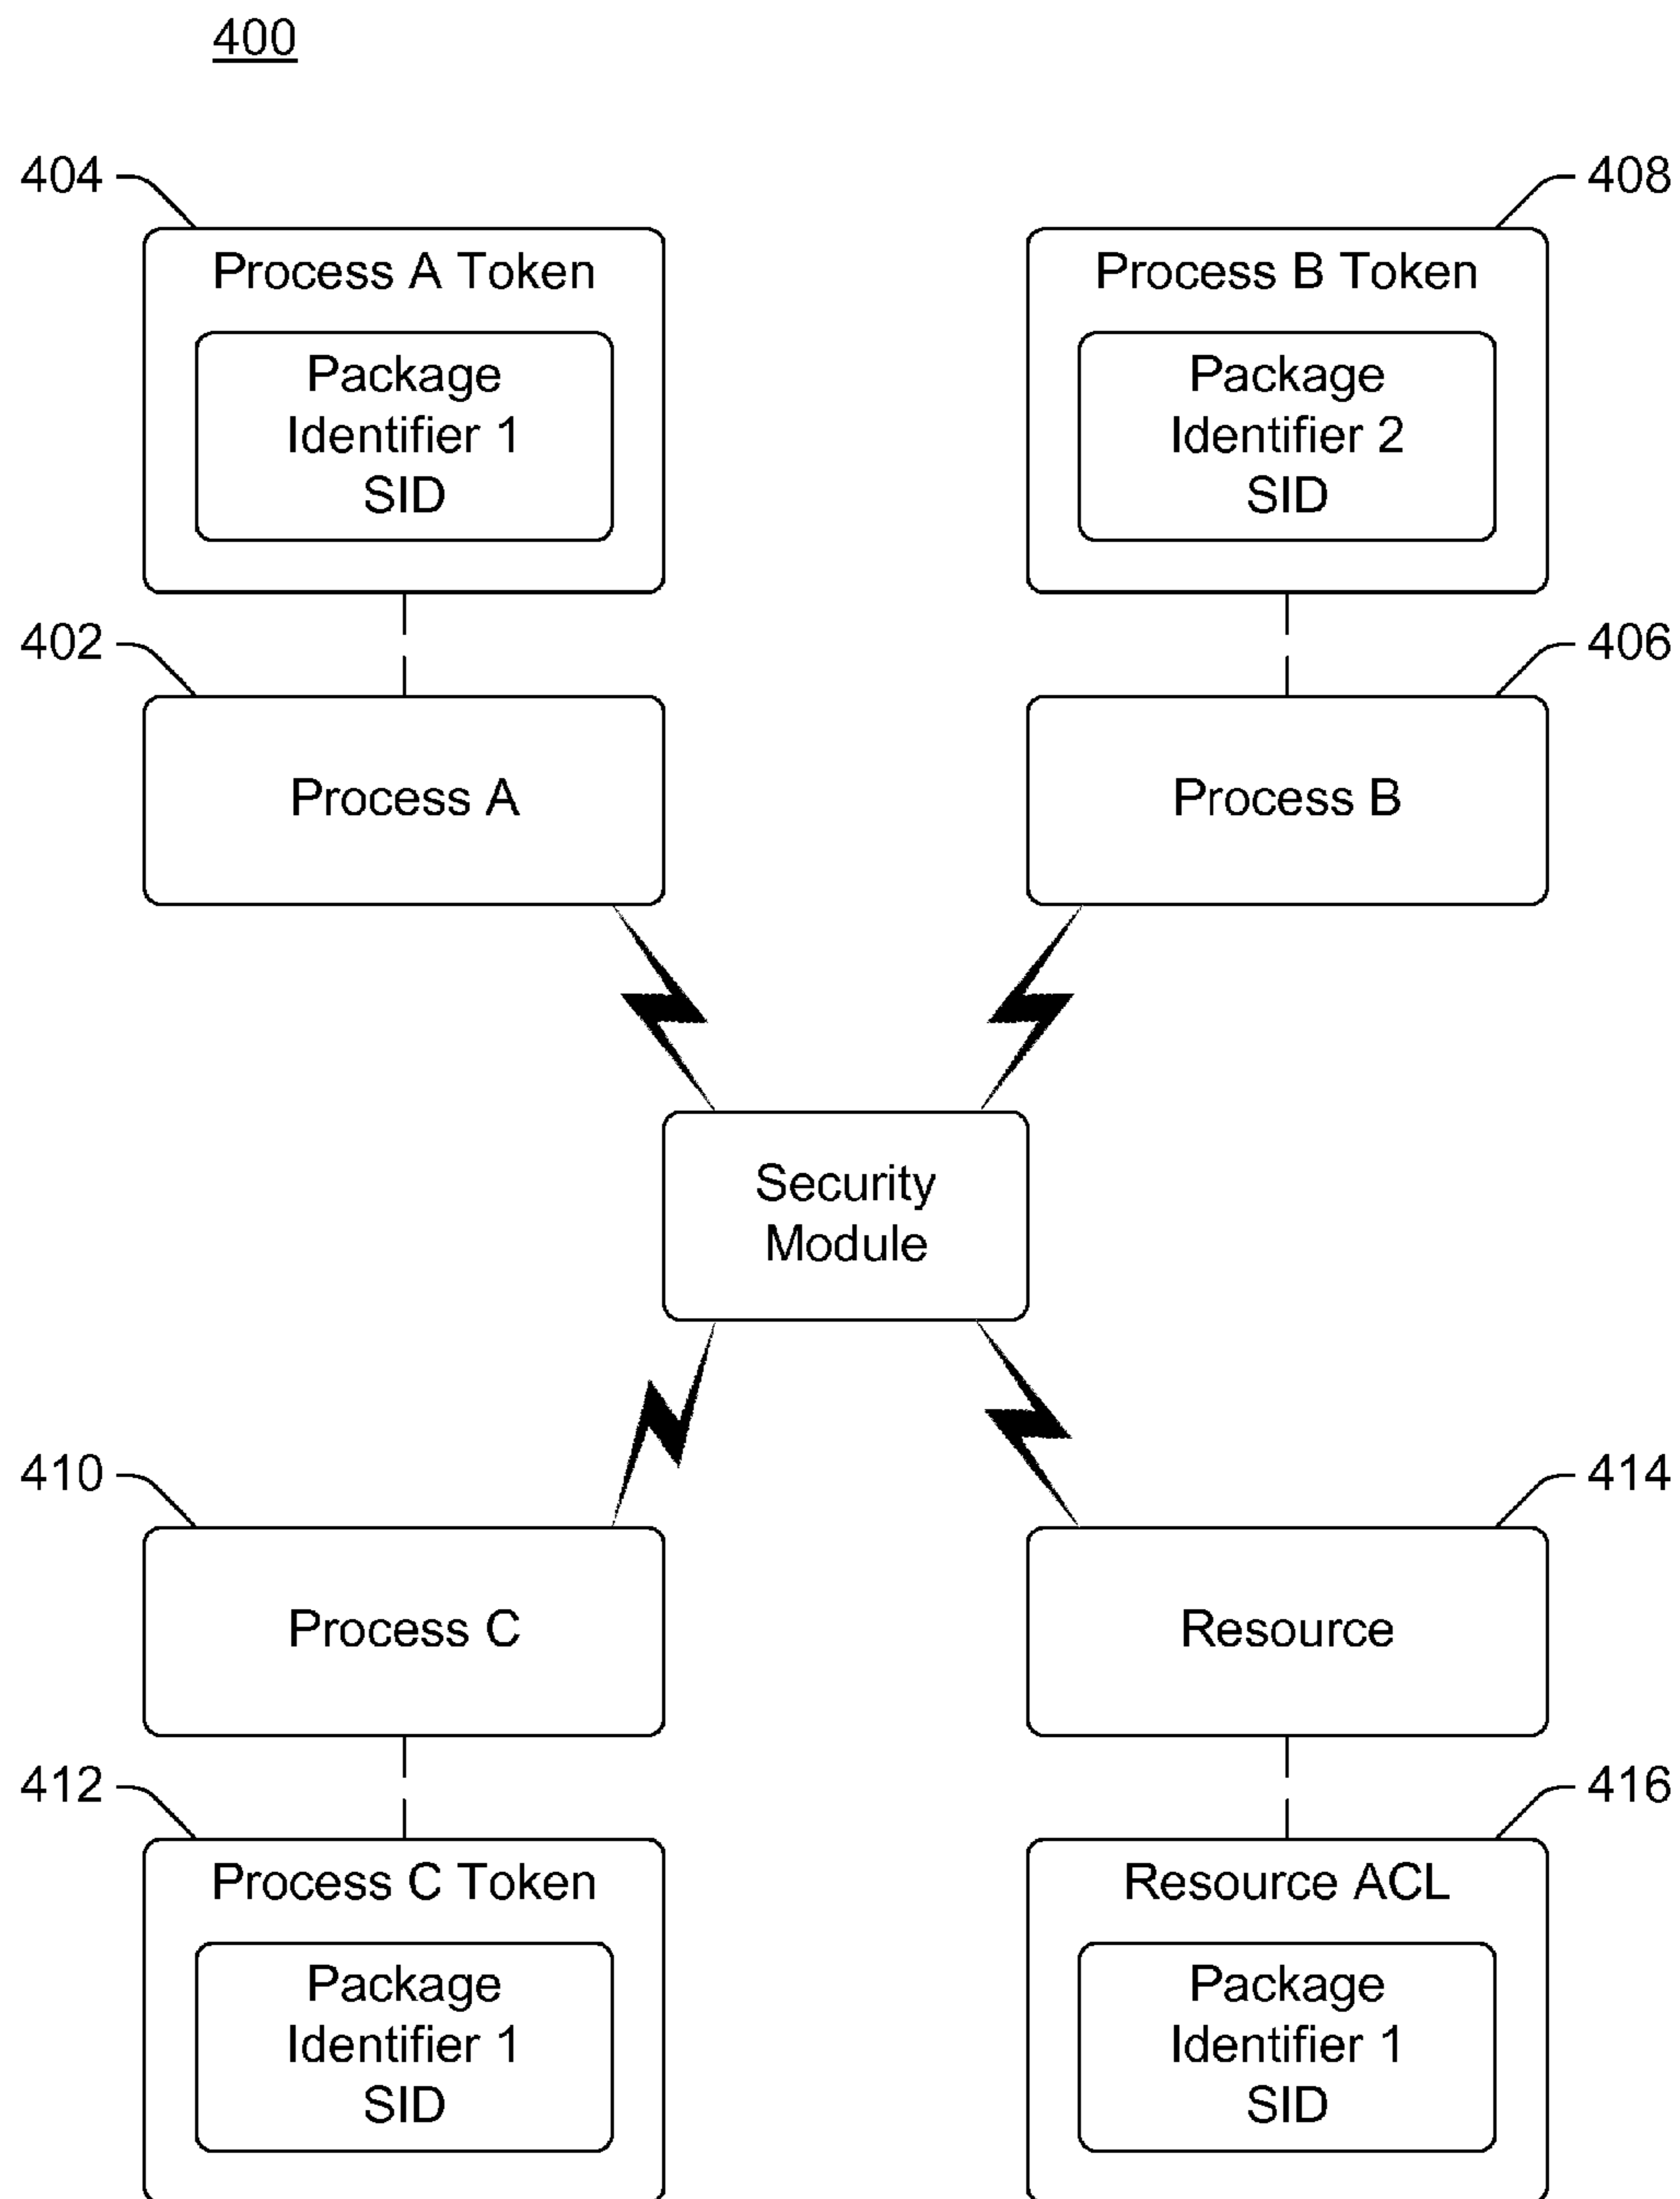 400
404
408
Process A Token
Process B Token
Package
Identifier 1
SID
Package
Identifier 2
SID
402
406
Process A
Process B
Security
Module
410
414
Process C
Resource
412
416
Process C Token
Resource ACL
Package
Identifier 1
SID
Package
Identifier 1
SID